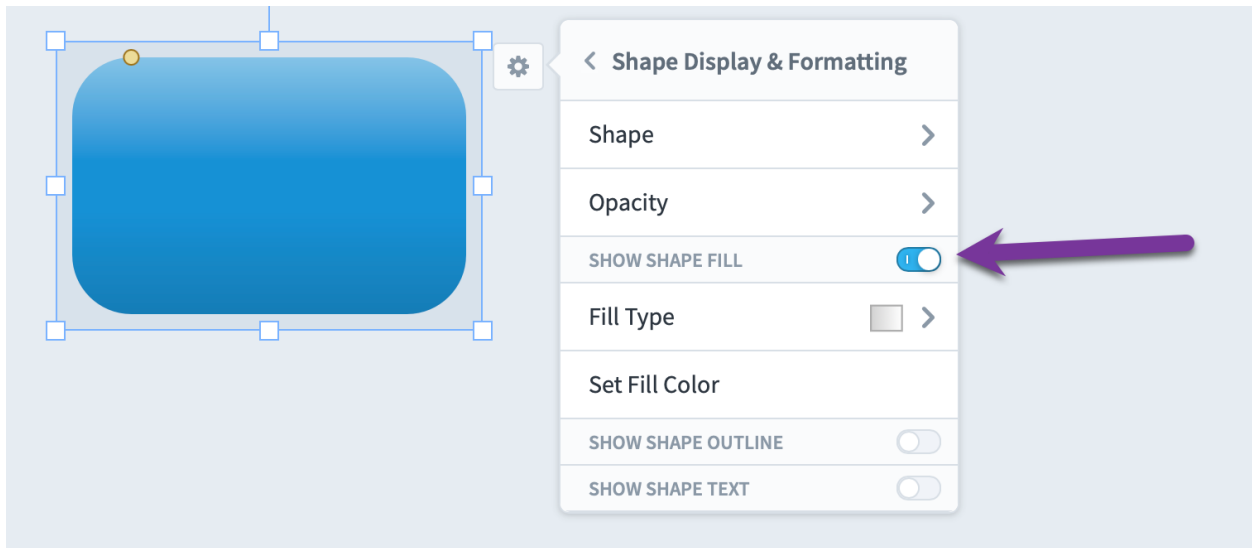 Shape Display & Formatting
Shape
Opacity
SHOW SHAPE FILL
Fill Type
Set Fill Color
SHOW SHAPE OUTLINE
SHOW SHAPE TEXT